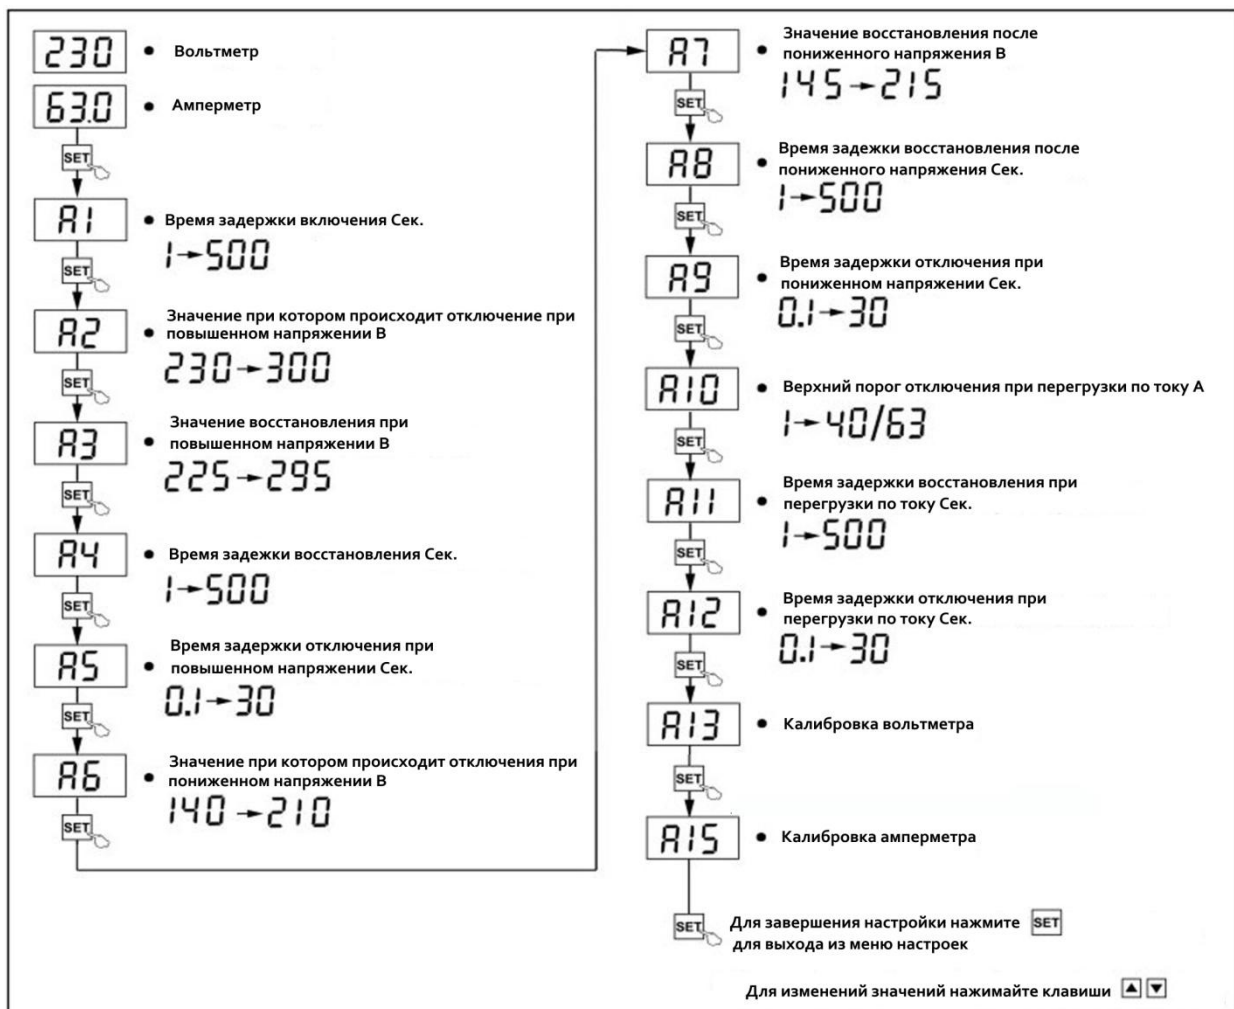 230
Вольтметр
63.0
Амперметр
SET
A1
Время задержки включения Сек.
1→500
SET
A2
Значение при котором происходит отключение при
повышенном напряжении В
230→300
SET
A3
Значение восстановления при
повышенном напряжении В
225→295
SET
A4
Время задежки восстановления Сек.
1→500
SET
A5
Время задержки отключения при
повышенном напряжении Сек.
0.1→30
SET
A6
Значение при котором происходит отключения при
пониженном напряжении В
140→210
SET
A7
Значение восстановления после
пониженного напряжения В
145→215
SET
A8
Время задежки восстановления после
пониженного напряжения Сек.
1→500
SET
A9
Время задержки отключения при
пониженном напряжении Сек.
0.1→30
SET
A10
Верхний порог отключения при перегрузки по току А
1→40/63
SET
A11
Время задержки восстановления при
перегрузки по току Сек.
1→500
SET
A12
Время задержки отключения при
перегрузки по току Сек.
0.1→30
SET
A13
Калибровка вольтметра
SET
A15
Калибровка амперметра
SET
Для завершения настройки нажмите SET
для выхода из меню настроек
Для изменений значений нажимайте клавиши ▲ ▼